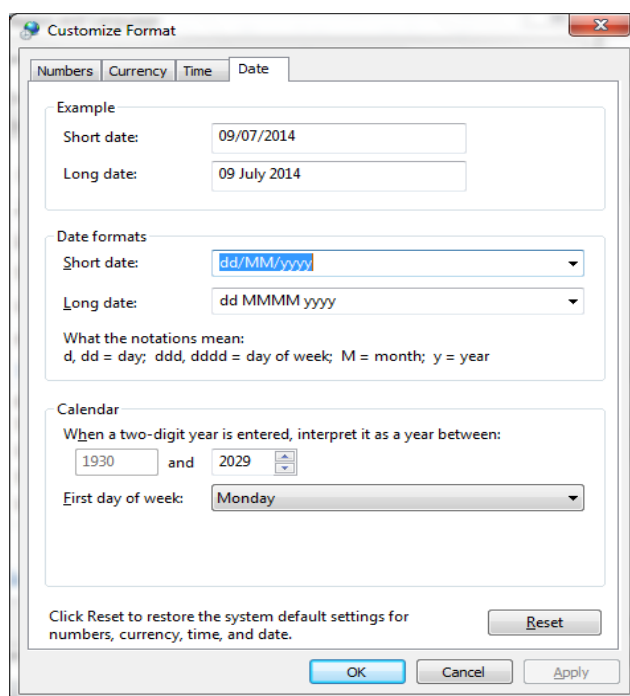 Customize Format
Numbers Currency Time Date
Example
Short date: 09/07/2014
Long date: 09 July 2014
Date formats
Short date: dd/MM/yyyy
Long date: dd MMMM yyyy
What the notations mean:
d, dd = day; ddd, dddd = day of week; M = month; y = year
Calendar
When a two-digit year is entered, interpret it as a year between:
1930 and 2029
First day of week: Monday
Click Reset to restore the system default settings for
numbers, currency, time, and date.
Reset
OK Cancel Apply